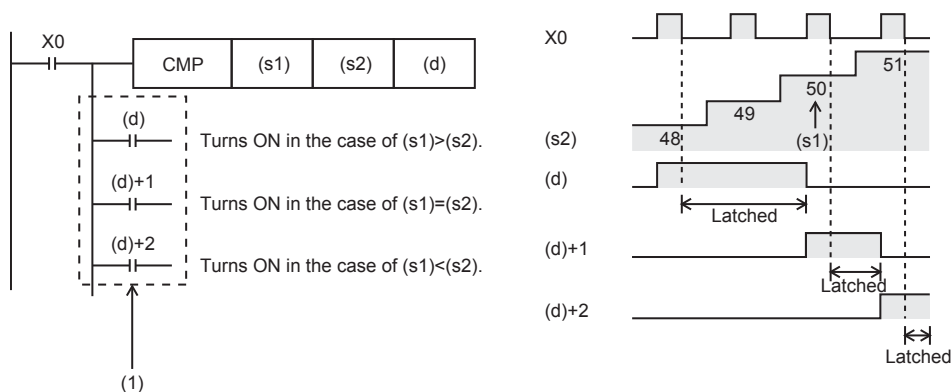 X0
CMP (s1) (s2) (d)
(d)
Turns ON in the case of (s1)>(s2).
(d)+1
Turns ON in the case of (s1)=(s2).
(d)+2
Turns ON in the case of (s1)<(s2).
(1)
X0
51
50
49
48
(s1)
(s2)
(d)
Latched
(d)+1
Latched
(d)+2
Latched